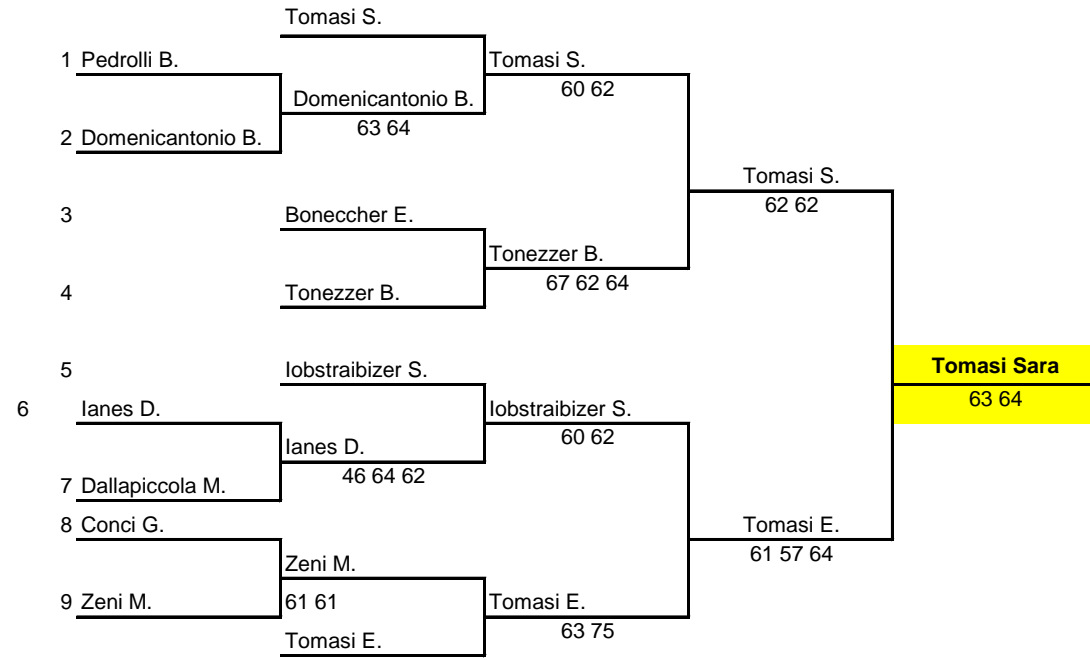 Tomasi S.
1 Pedrolli B. Tomasi S.
60 62
Domenicantonio B.
63 64
2 Domenicantonio B.
Tomasi S.
62 62
3 Boneccher E.
Tonezzer B.
67 62 64
4 Tonezzer B.
5 Iobstraibizer S. Tomasi Sara
63 64
6 Ianes D. Iobstraibizer S.
60 62
Ianes D.
46 64 62
7 Dallapiccola M.
8 Conci G. Tomasi E.
61 57 64
Zeni M.
9 Zeni M. 61 61 Tomasi E.
63 75
Tomasi E.